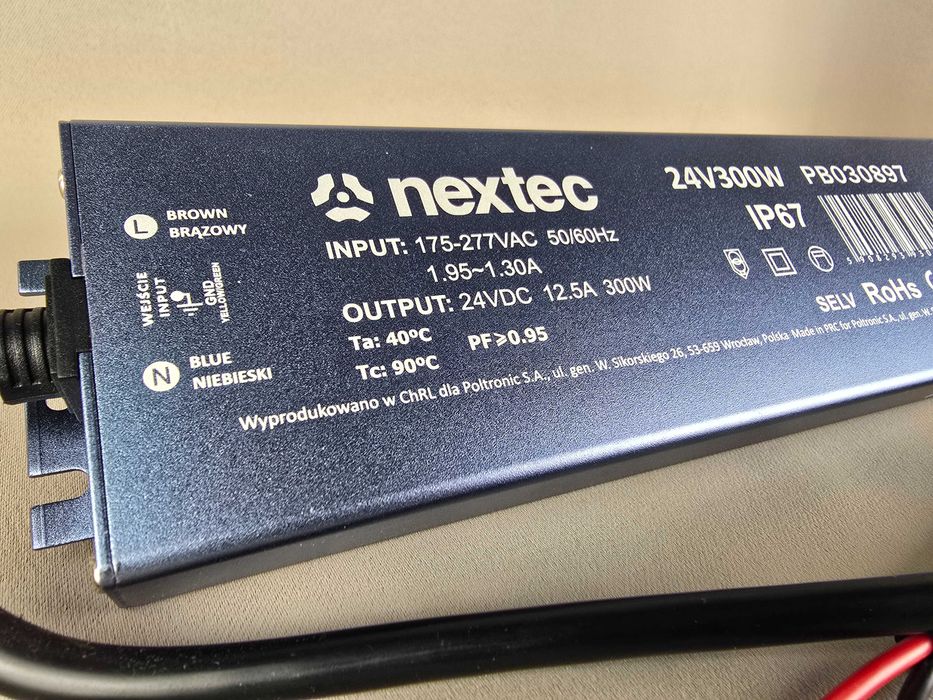 nextec
INPUT: 175-277VAC 50/60Hz
1.95~1.30A
OUTPUT: 24VDC 12.5A 300W
Ta: 40ºC
PF⩾0.95
Tc: 90ºC
Wyprodukowano w ChRL dla Poltronic S.A., ul. gen. W. Sikorskiego 26, 53-659 Wrocław, Polska Made in PRC for Poltronic S.A., ul. gen. W.
24V300W PB030897
IP67
SELV RoHs
L BROWN
BRĄZOWY
WEJŚCIE
INPUT
GND
YELLOW/GREEN
N BLUE
NIEBIESKI